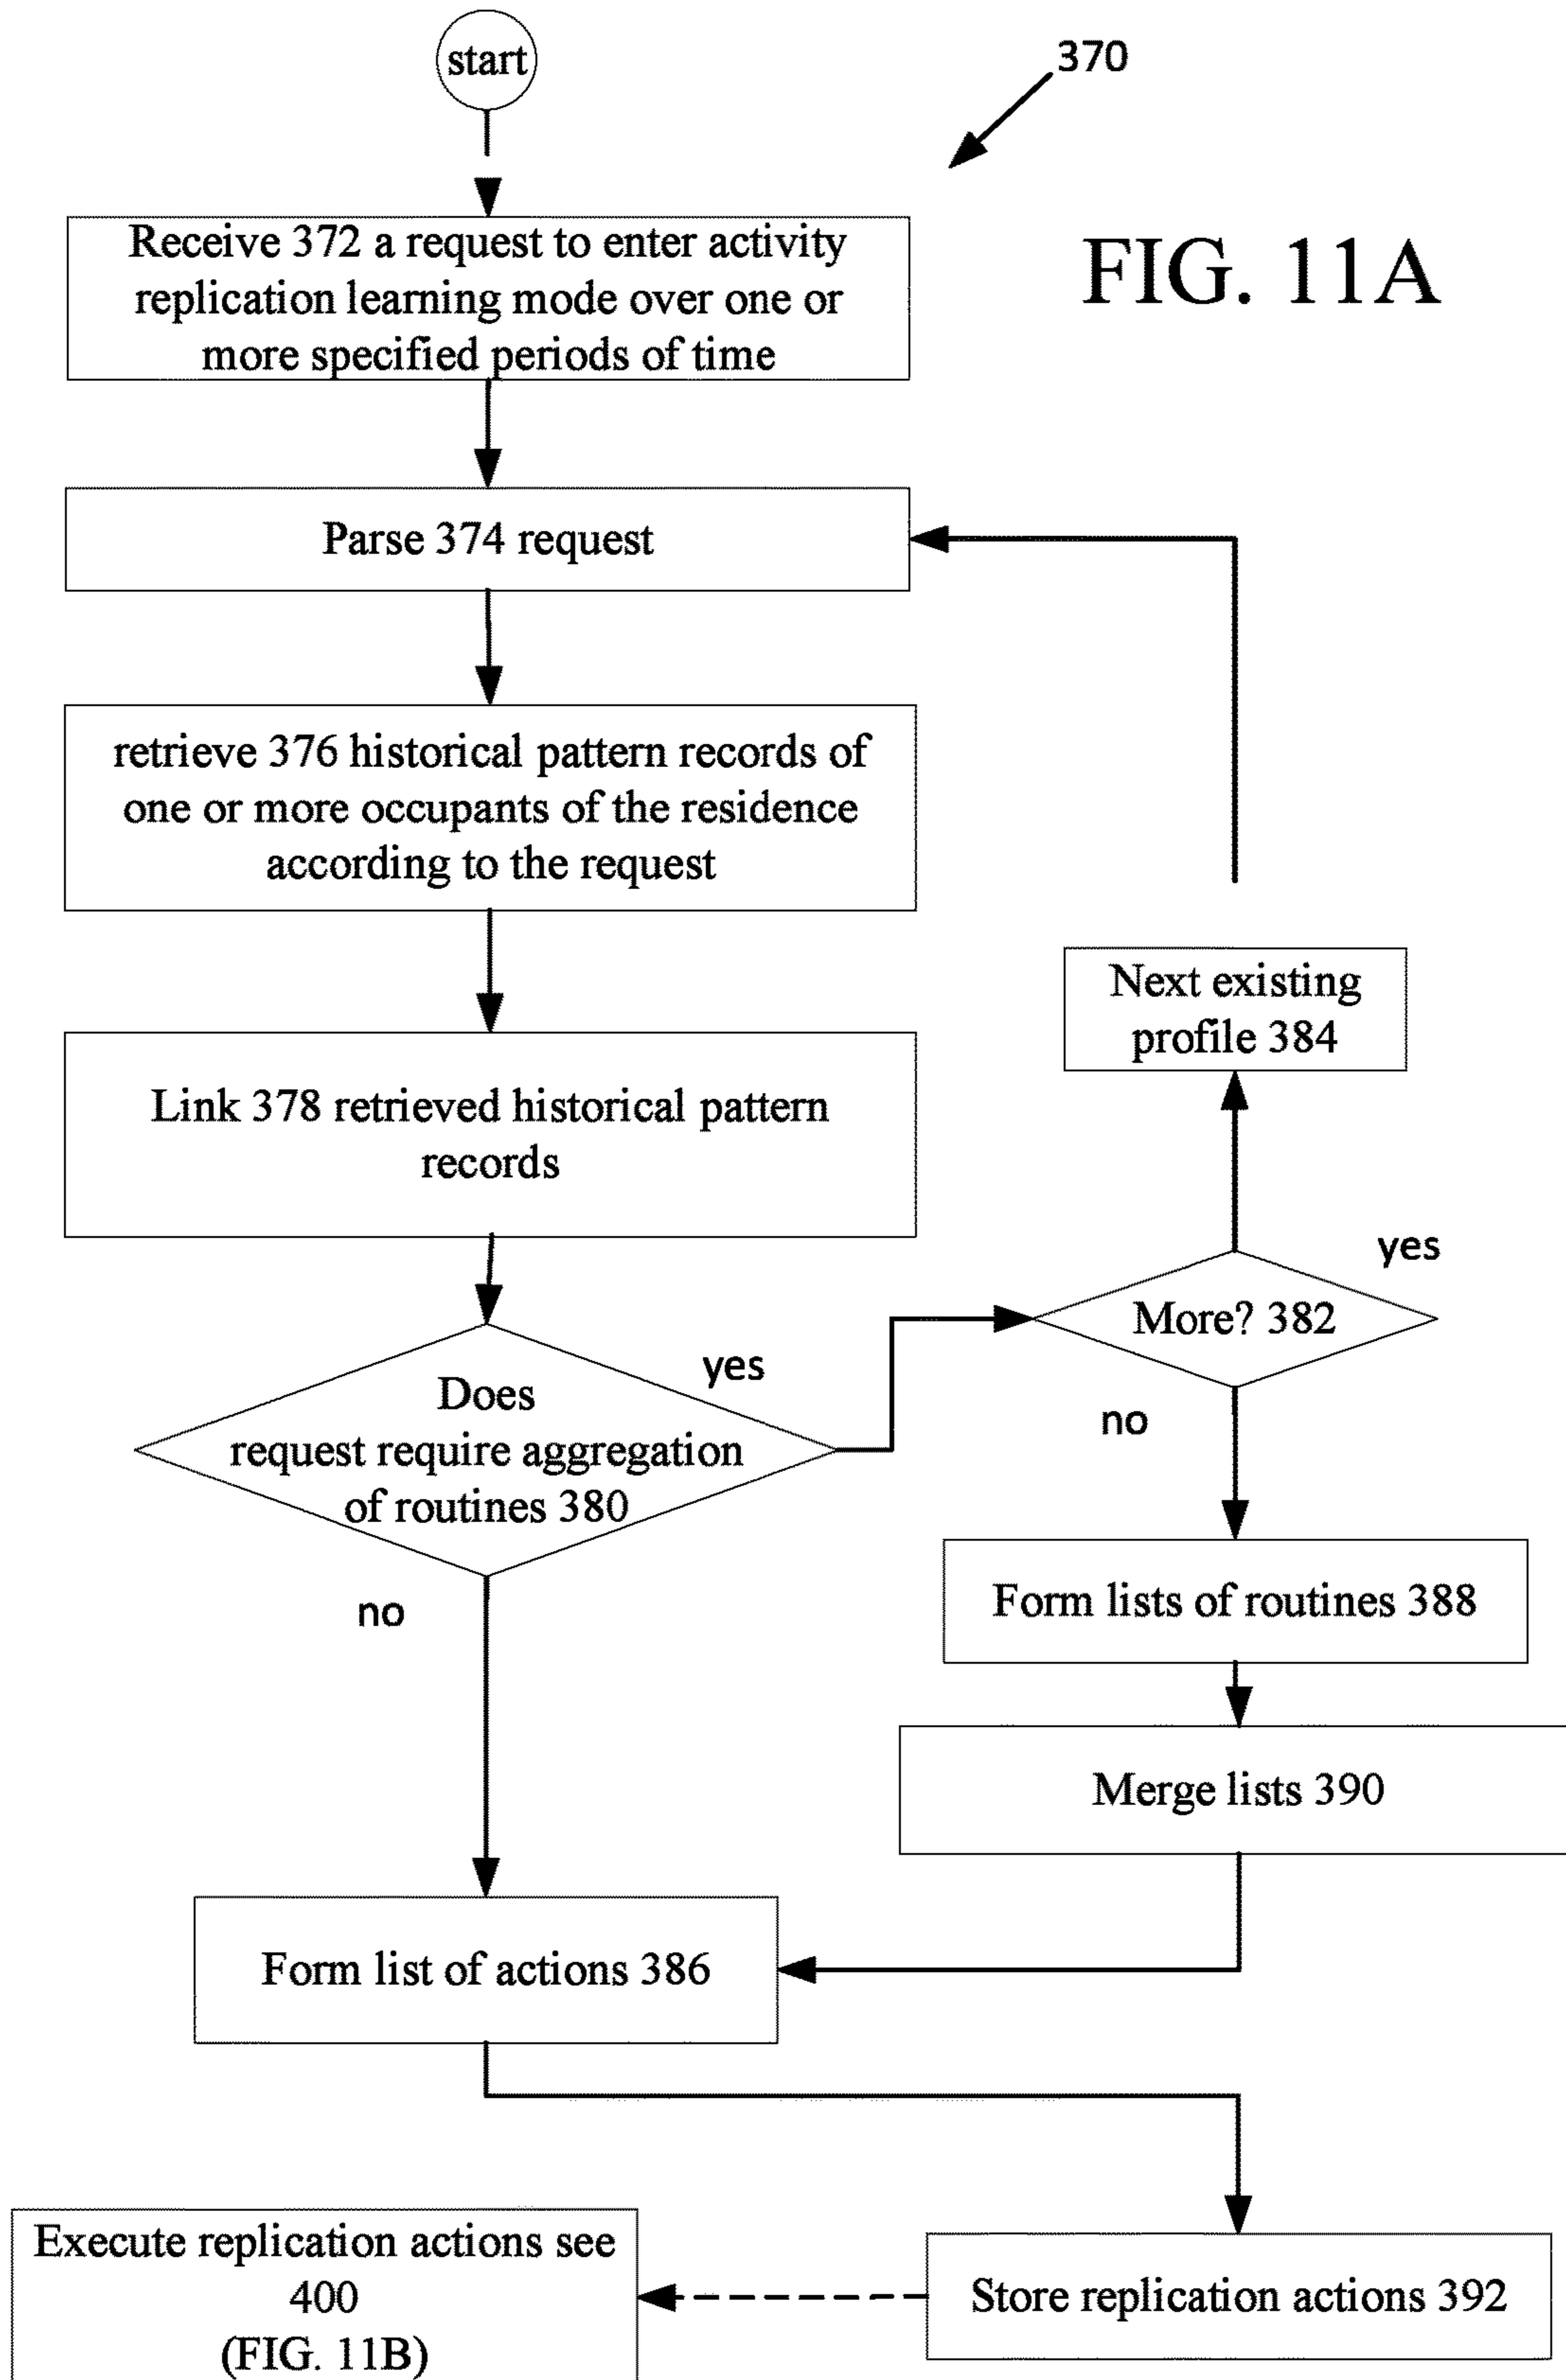 start
370
FIG. 11A
Receive 372 a request to enter activity
replication learning mode over one or
more specified periods of time
Parse 374 request
retrieve 376 historical pattern records of
one or more occupants of the residence
according to the request
Next existing
profile 384
Link 378 retrieved historical pattern
records
yes
More? 382
yes
Does
request require aggregation
of routines 380
no
no
Form lists of routines 388
Merge lists 390
Form list of actions 386
Execute replication actions see
400
(FIG. 11B)
Store replication actions 392